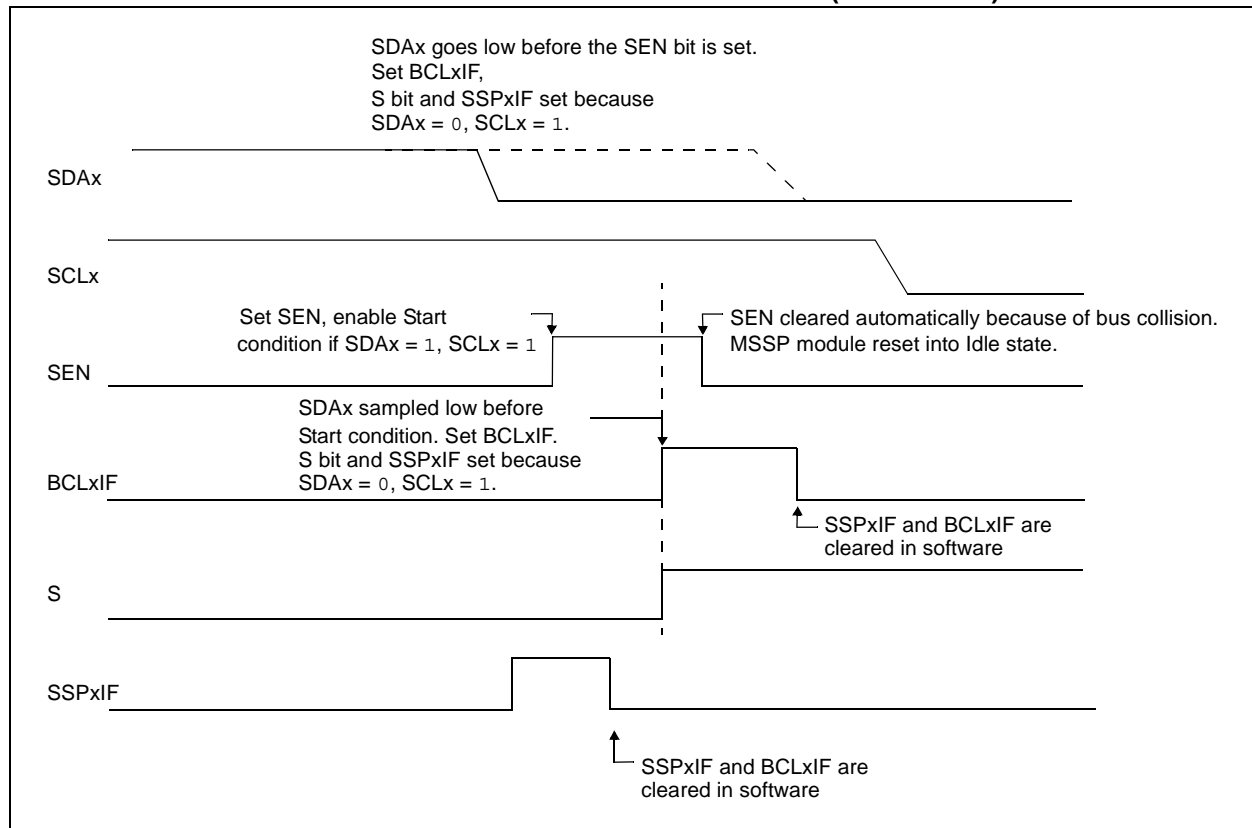 SDAx goes low before the SEN bit is set.
Set BCLxIF,
S bit and SSPxIF set because
SDAx = 0, SCLx = 1.
SDAx
SCLx
Set SEN, enable Start
condition if SDAx = 1, SCLx = 1
SEN cleared automatically because of bus collision.
MSSP module reset into Idle state.
SEN
SDAx sampled low before
Start condition. Set BCLxIF.
S bit and SSPxIF set because
SDAx = 0, SCLx = 1.
BCLxIF
SSPxIF and BCLxIF are
cleared in software
S
SSPxIF
SSPxIF and BCLxIF are
cleared in software